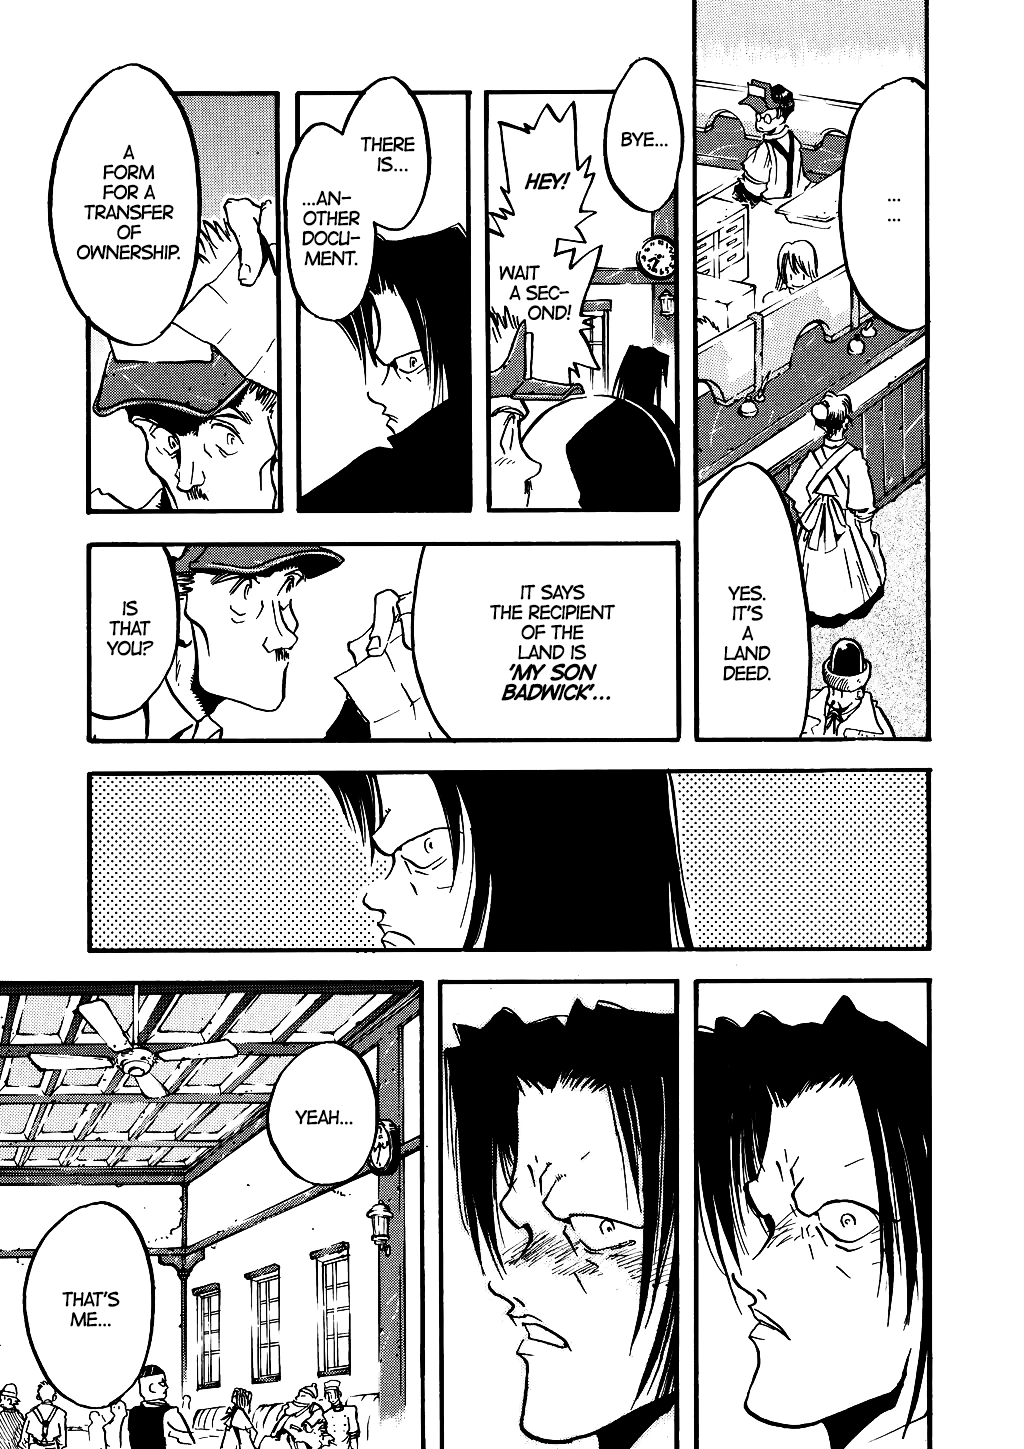 ...
...
YES.
IT'S
A
LAND
DEED.
BYE...
HEY!
WAIT
A SEC-
OND!
THERE
IS...
...AN-
OTHER
DOCU-
MENT.
A
FORM
FOR A
TRANSFER
OF
OWNERSHIP.
IT SAYS
THE RECIPIENT
OF THE
LAND IS
'MY SON
BADWICK'...
IS
THAT
YOU?
YEAH...
THAT'S
ME...